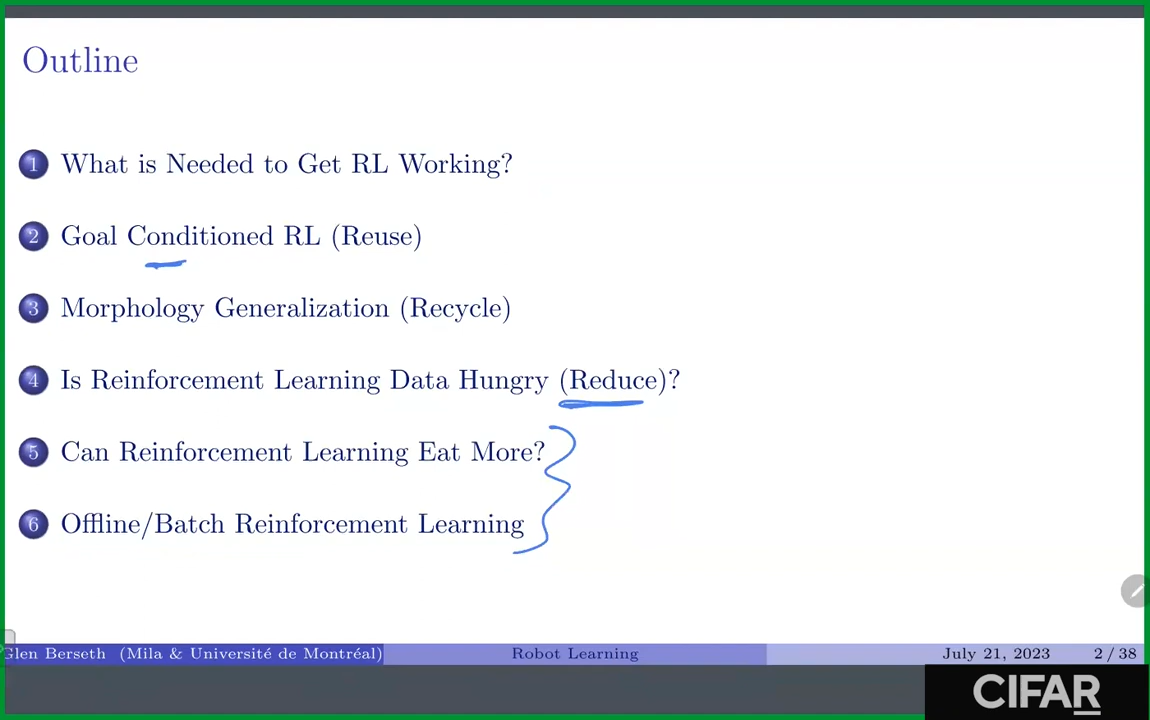 Outline
1 What is Needed to Get RL Working?
2 Goal Conditioned RL (Reuse)
3 Morphology Generalization (Recycle)
4 Is Reinforcement Learning Data Hungry (Reduce)?
5 Can Reinforcement Learning Eat More?
6 Offline/Batch Reinforcement Learning
Glen Berseth (Mila & Université de Montréal) Robot Learning July 21, 2023 2 / 38
CIFAR